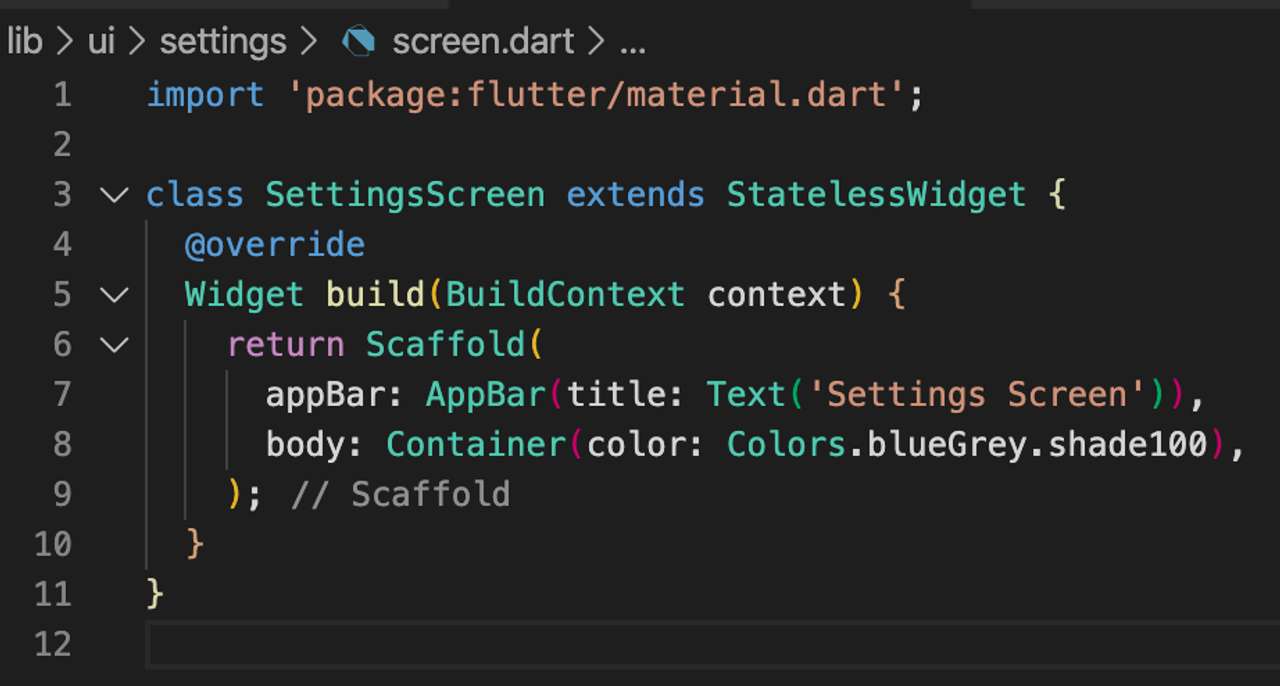 lib > ui > settings > screen.dart > ...
1 import 'package:flutter/material.dart';
2
3 class SettingsScreen extends StatelessWidget {
4 @override
5 Widget build(BuildContext context) {
6 return Scaffold(
7 appBar: AppBar(title: Text('Settings Screen')),
8 body: Container(color: Colors.blueGrey.shade100),
9 ); // Scaffold
10 }
11 }
12